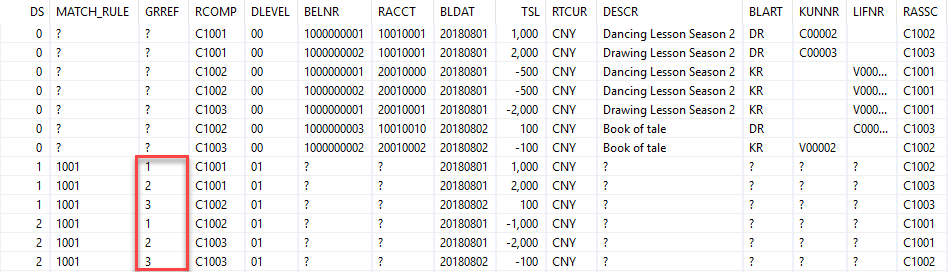 DS MATCH_RULE GRREF RCOMP DLEVEL BELNR RACCT BLDAT TSL RTCUR DESCR BLART KUNNR LIFNR RASSC
0 ? ? C1001 00 1000000001 10010001 20180801 1,000 CNY Dancing Lesson Season 2 DR C00002 C1002
0 ? ? C1001 00 1000000002 10010001 20180801 2,000 CNY Drawing Lesson Season 2 DR C00003 C1003
0 ? ? C1002 00 1000000001 20010000 20180801 -500 CNY Dancing Lesson Season 2 KR V000... C1001
0 ? ? C1002 00 1000000002 20010000 20180801 -500 CNY Dancing Lesson Season 2 KR V000... C1001
0 ? ? C1003 00 1000000001 20010001 20180801 -2,000 CNY Drawing Lesson Season 2 KR V000... C1001
0 ? ? C1002 00 1000000003 10010010 20180802 100 CNY Book of tale DR C000... C1003
0 ? ? C1003 00 1000000002 20010002 20180802 -100 CNY Book of tale KR V00002 C1002
1 1001 1 C1001 01 ? ? 20180801 1,000 CNY ? ? ? ? C1002
1 1001 2 C1001 01 ? ? 20180801 2,000 CNY ? ? ? ? C1003
1 1001 3 C1002 01 ? ? 20180802 100 CNY ? ? ? ? C1003
2 1001 1 C1002 01 ? ? 20180801 -1,000 CNY ? ? ? ? C1001
2 1001 2 C1003 01 ? ? 20180801 -2,000 CNY ? ? ? ? C1001
2 1001 3 C1003 01 ? ? 20180802 -100 CNY ? ? ? ? C1002